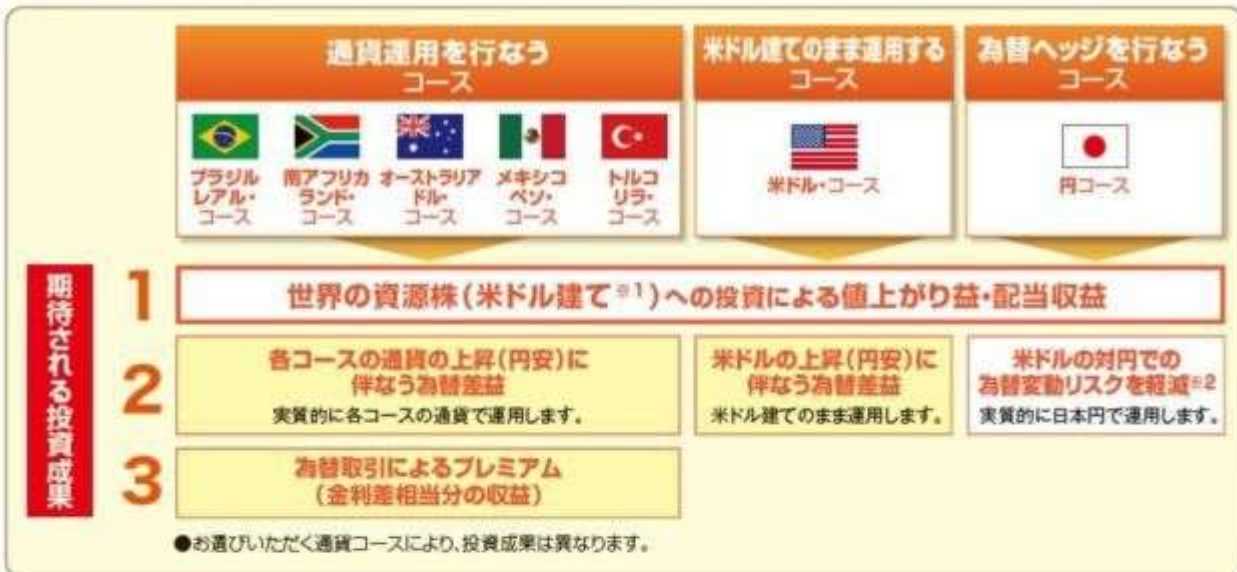 通貨運用を行なう
コース
米ドル建てのまま運用する
コース
為替ヘッジを行なう
コース
ブラジル
レアル・
コース
南アフリカ
ランド・
コース
オーストラリア
ドル・
コース
メキシコ
ペソ・
コース
トルコ
リラ・
コース
米ドル・コース
円コース
期待される投資成果
1
世界の資源株(米ドル建て※1)への投資による値上がり益・配当収益
2
各コースの通貨の上昇(円安)に
伴なう為替差益
実質的に各コースの通貨で運用します。
米ドルの上昇(円安)に
伴なう為替差益
米ドル建てのまま運用します。
米ドルの対円での
為替変動リスクを軽減※2
実質的に日本円で運用します。
3
為替取引によるプレミアム
(金利差相当分の収益)
●お選びいただく通貨コースにより、投資成果は異なります。